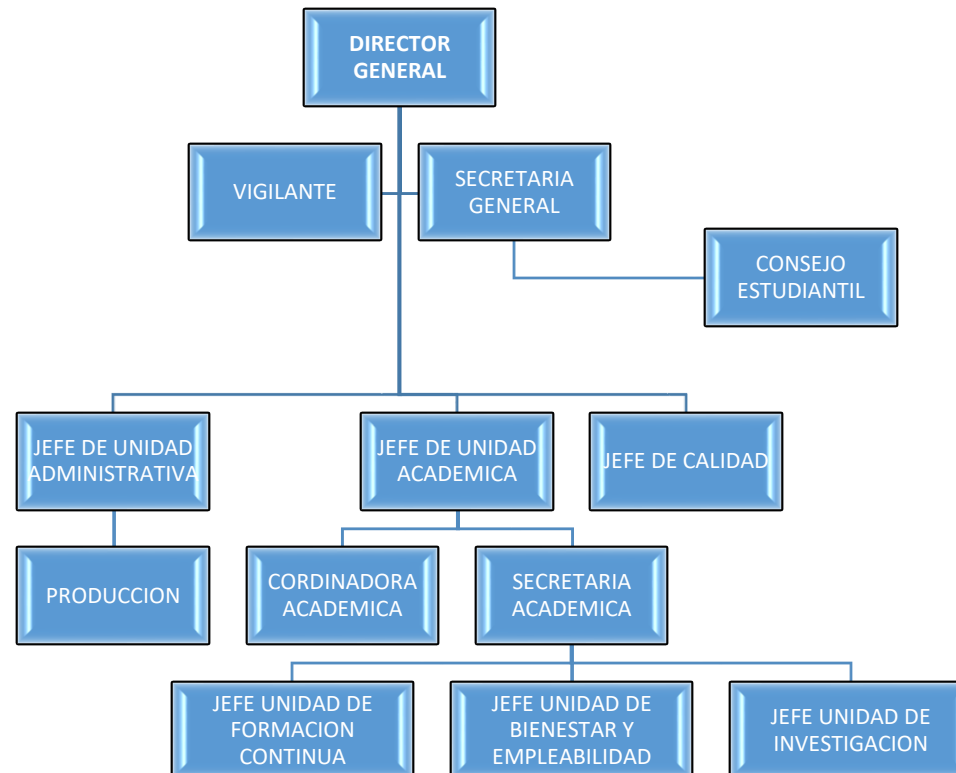 DIRECTOR
GENERAL
VIGILANTE
SECRETARIA
GENERAL
CONSEJO
ESTUDIANTIL
JEFE DE UNIDAD
ADMINISTRATIVA
JEFE DE UNIDAD
ACADEMICA
JEFE DE CALIDAD
PRODUCCION
CORDINADORA
ACADEMICA
SECRETARIA
ACADEMICA
JEFE UNIDAD DE
FORMACION
CONTINUA
JEFE UNIDAD DE
BIENESTAR Y
EMPLEABILIDAD
JEFE UNIDAD DE
INVESTIGACION